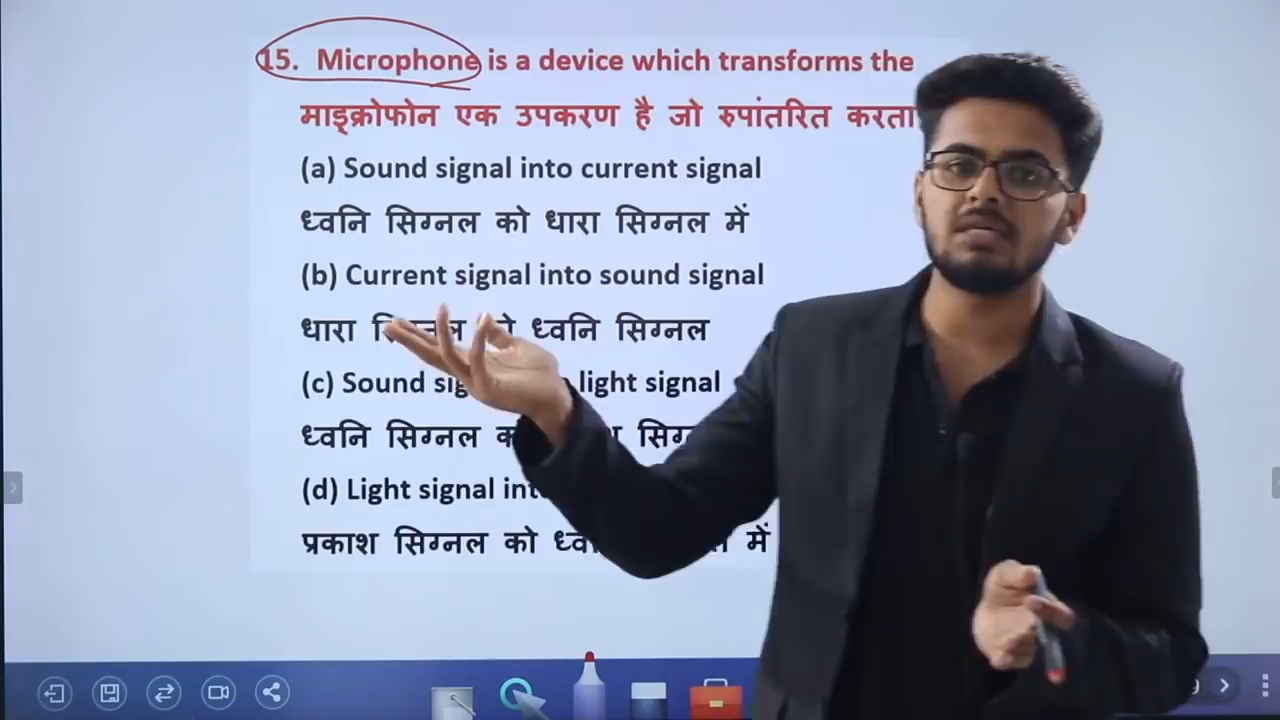 15. Microphone is a device which transforms the
माइक्रोफोन एक उपकरण है जो रुपांतरित करता
(a) Sound signal into current signal
ध्वनि सिग्नल को धारा सिग्नल में
(b) Current signal into sound signal
धारा ध्वनि सिग्नल
(c) Sound light signal
ध्वनि सिग्नल
(d) Light signal
प्रकाश सिग्नल को में